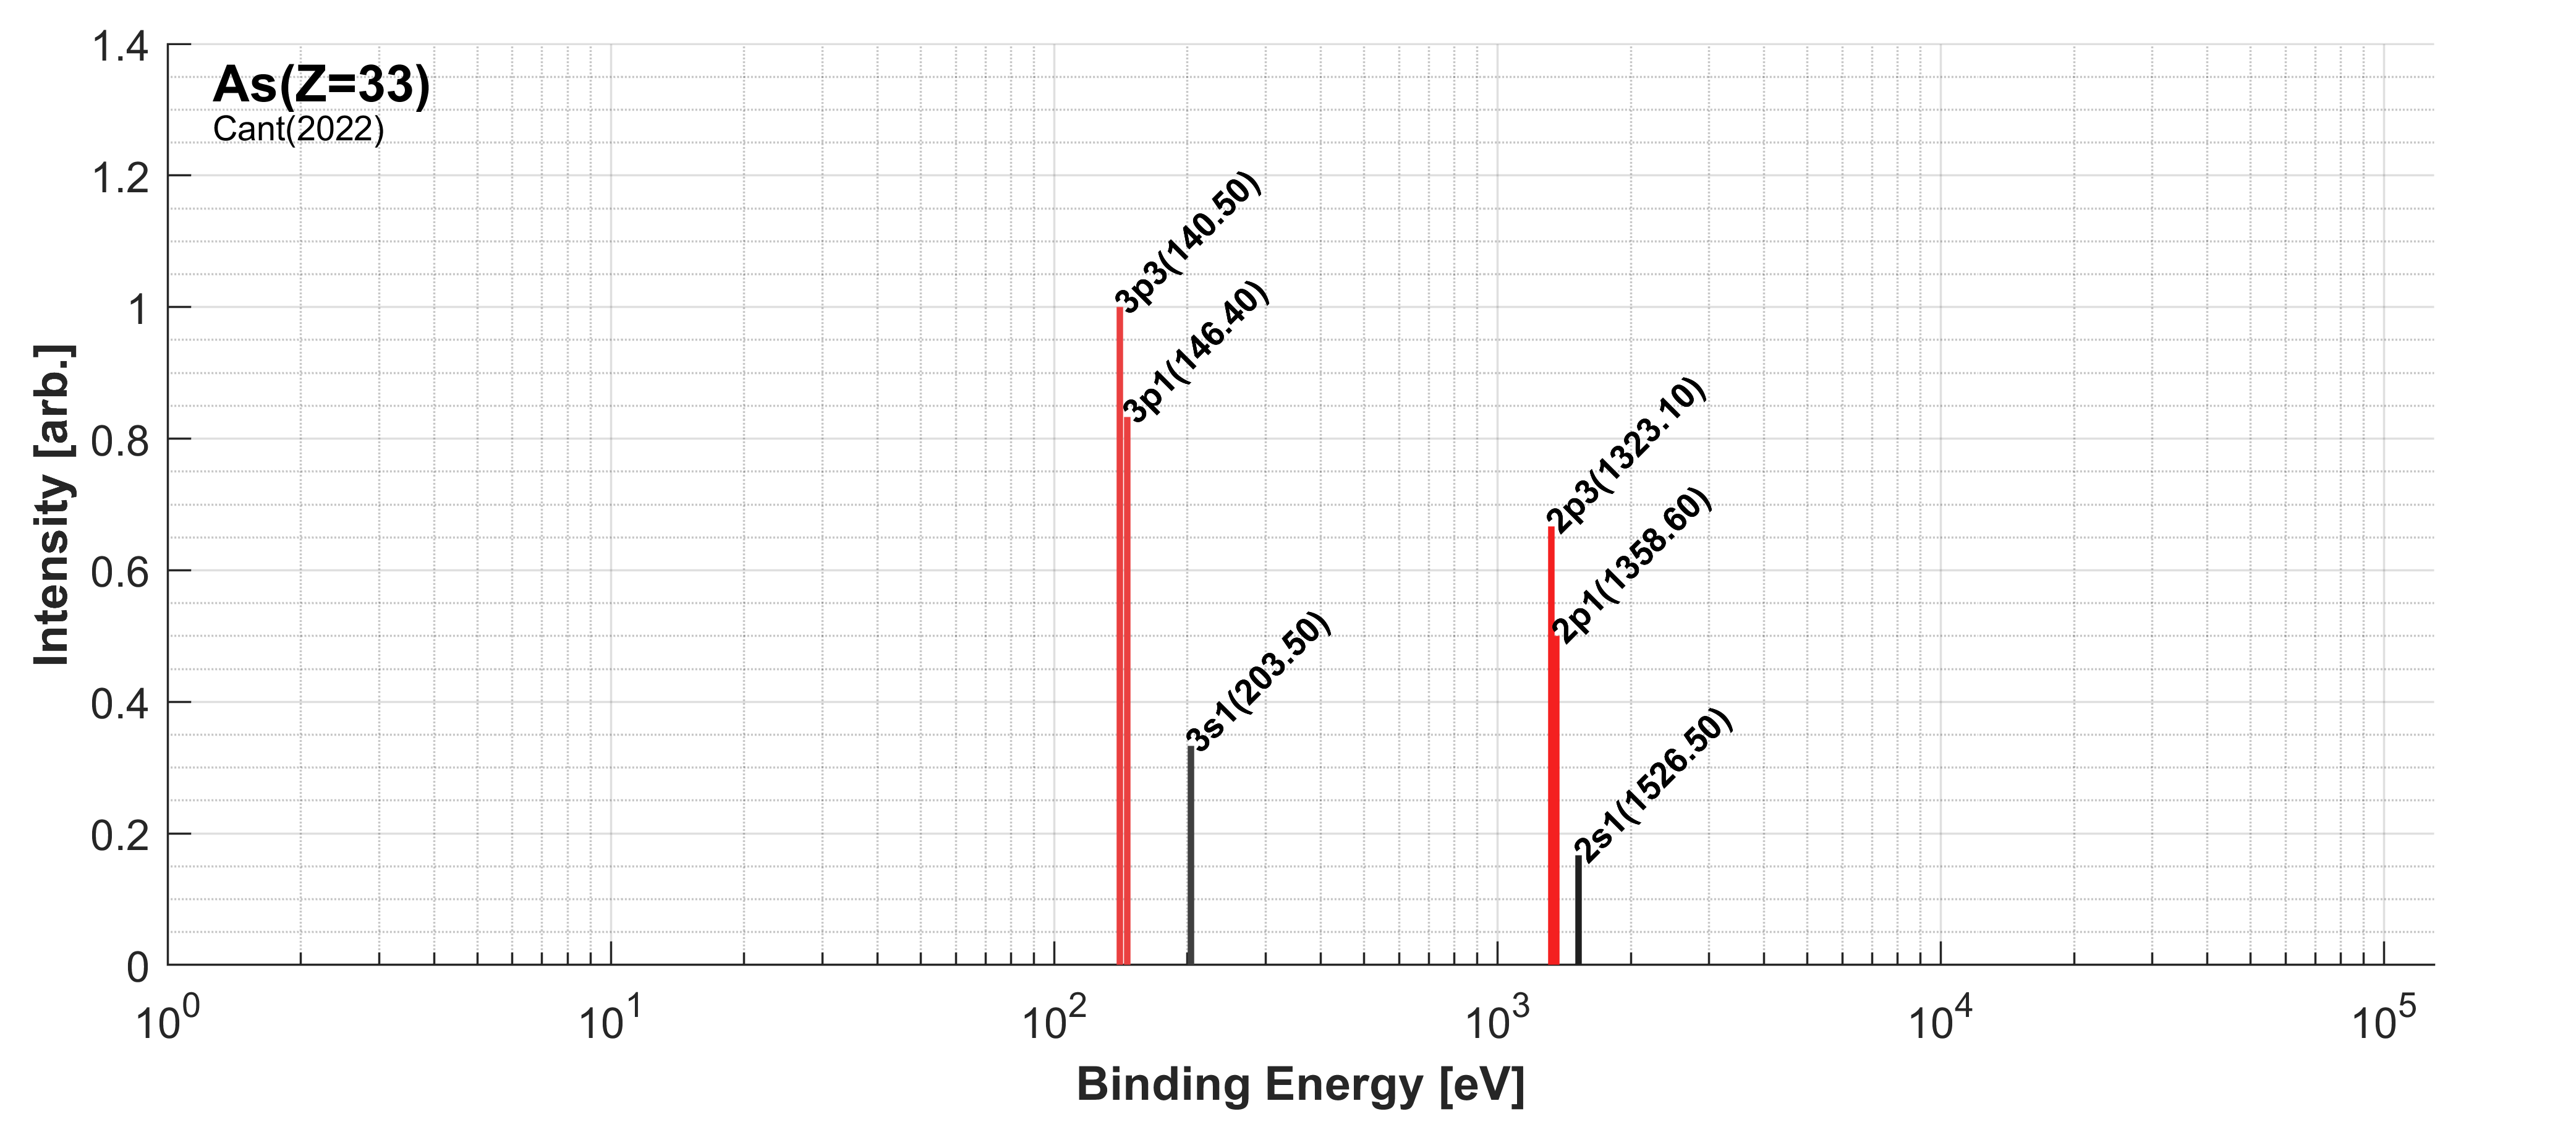 As(Z=33)
Cant(2022)
1.4
1.2
1
0.8
0.6
0.4
0.2
0
Intensity [arb.]
3p3(140.50)
3p1(146.40)
3s1(203.50)
2p3(1323.10)
2p1(1358.60)
2s1(1526.50)
10^0 10^1 10^2 10^3 10^4 10^5
Binding Energy [eV]